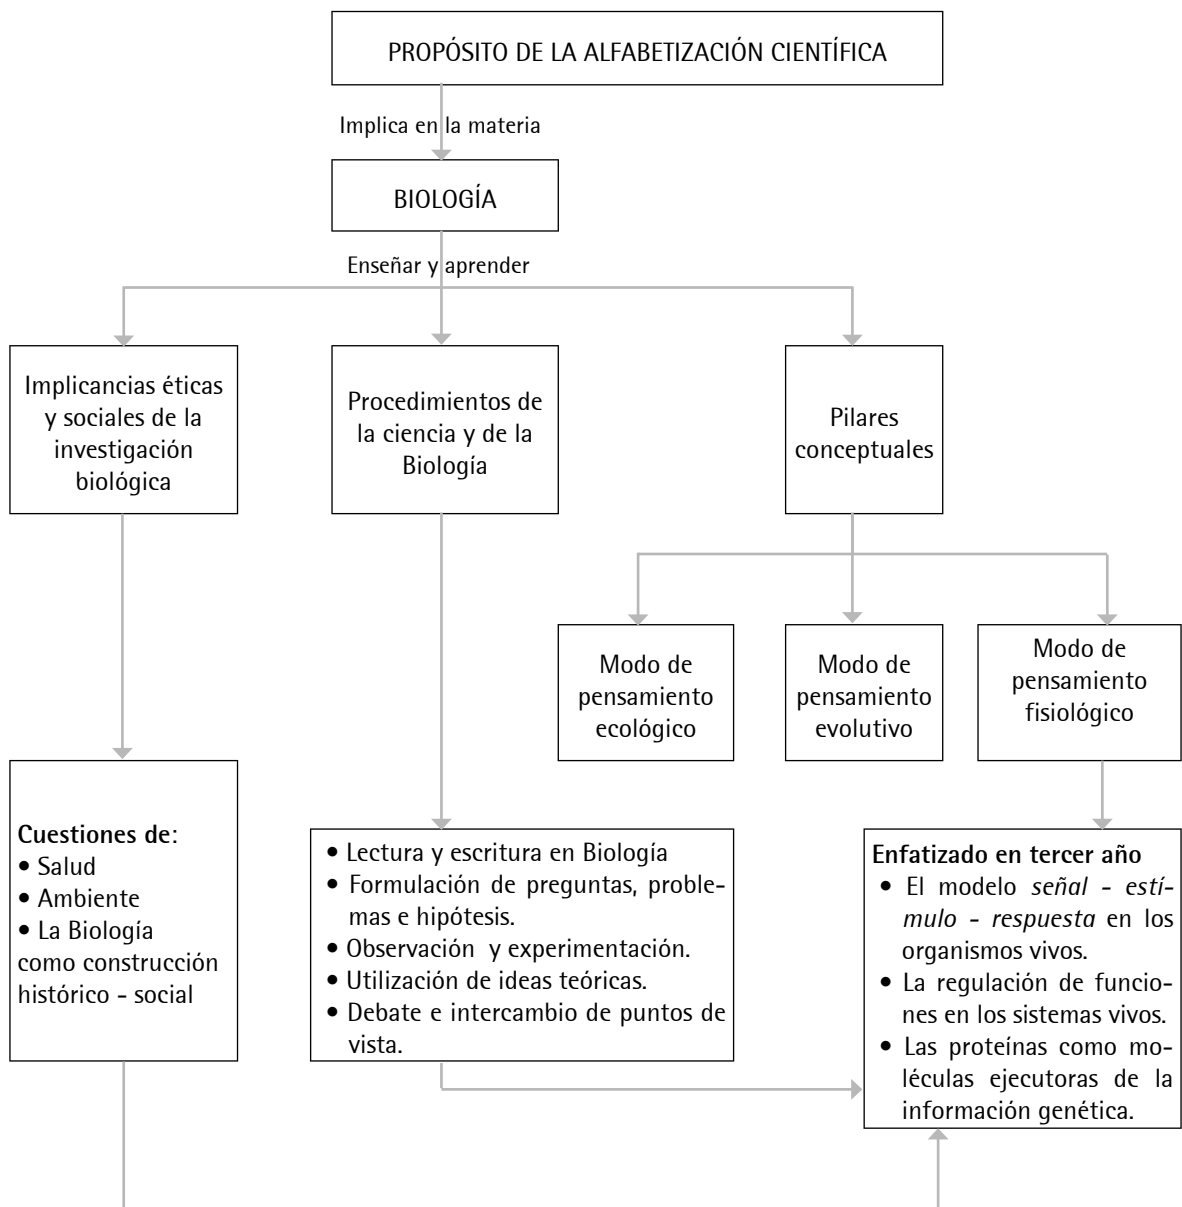 PROPÓSITO DE LA ALFABETIZACIÓN CIENTÍFICA
Implica en la materia
BIOLOGÍA
Enseñar y aprender
Implicancias éticas
y sociales de la
investigación
biológica
Procedimientos de
la ciencia y de la
Biología
Pilares
conceptuales
Modo de
pensamiento
ecológico
Modo de
pensamiento
evolutivo
Modo de
pensamiento
fisiológico
Cuestiones de:
• Salud
• Ambiente
• La Biología
como construcción
histórico - social
• Lectura y escritura en Biología
• Formulación de preguntas, proble-
mas e hipótesis.
• Observación y experimentación.
• Utilización de ideas teóricas.
• Debate e intercambio de puntos de
vista.
Enfatizado en tercer año
• El modelo señal - estí-
mulo - respuesta en los
organismos vivos.
• La regulación de funcio-
nes en los sistemas vivos.
• Las proteínas como mo-
léculas ejecutoras de la
información genética.